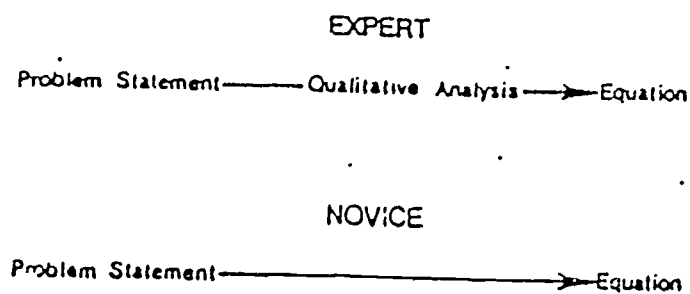 EXPERT
Problem Statement Qualitative Analysis Equation
NOVICE
Problem Statement Equation